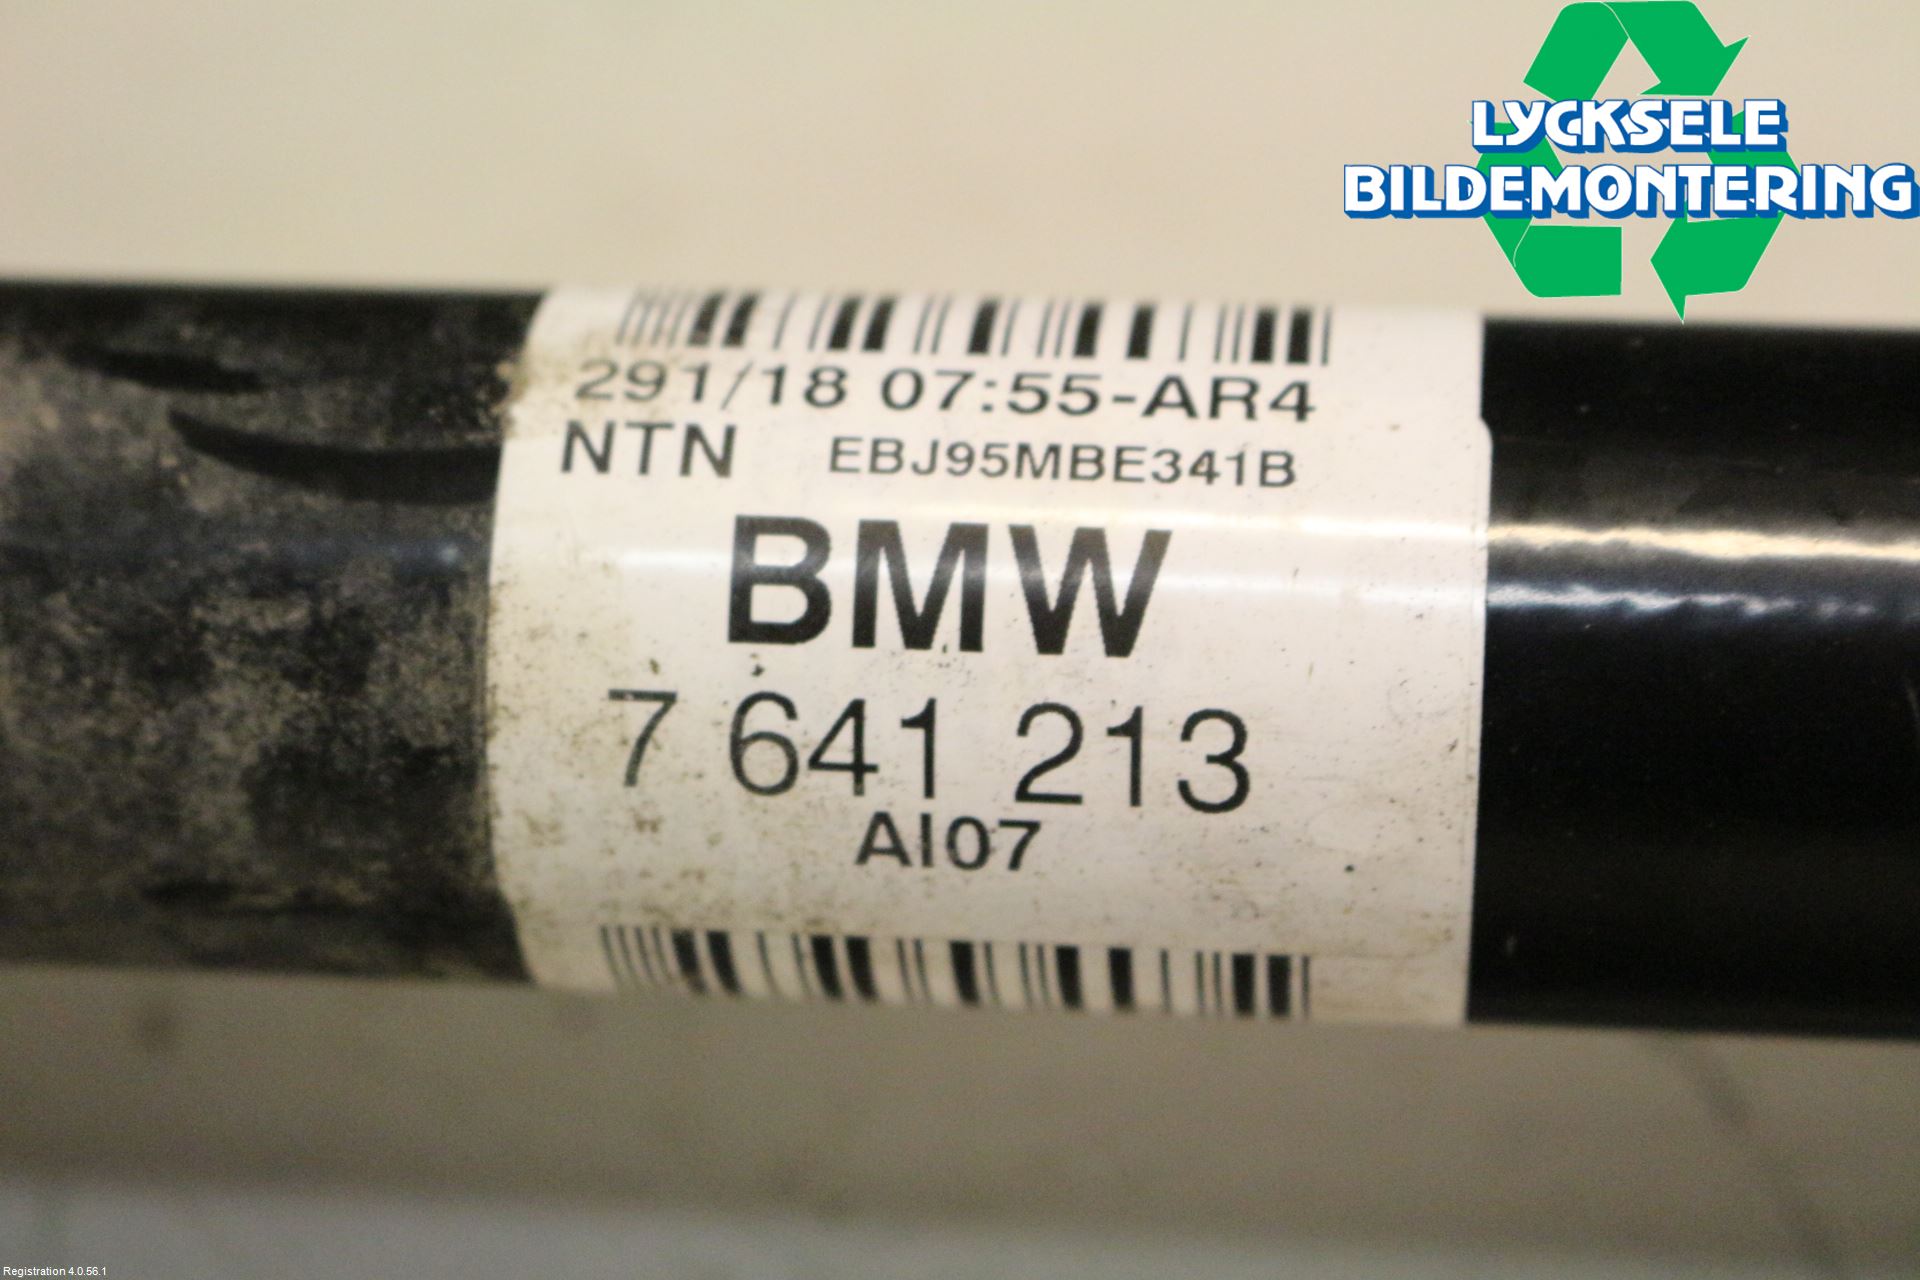 LYCKSELE
BILDEMONTERING
291/18 07:55-AR4
NTN EBJ95MBE341B
BMW
7 641 213
AI07
Registration 4.0.56.1